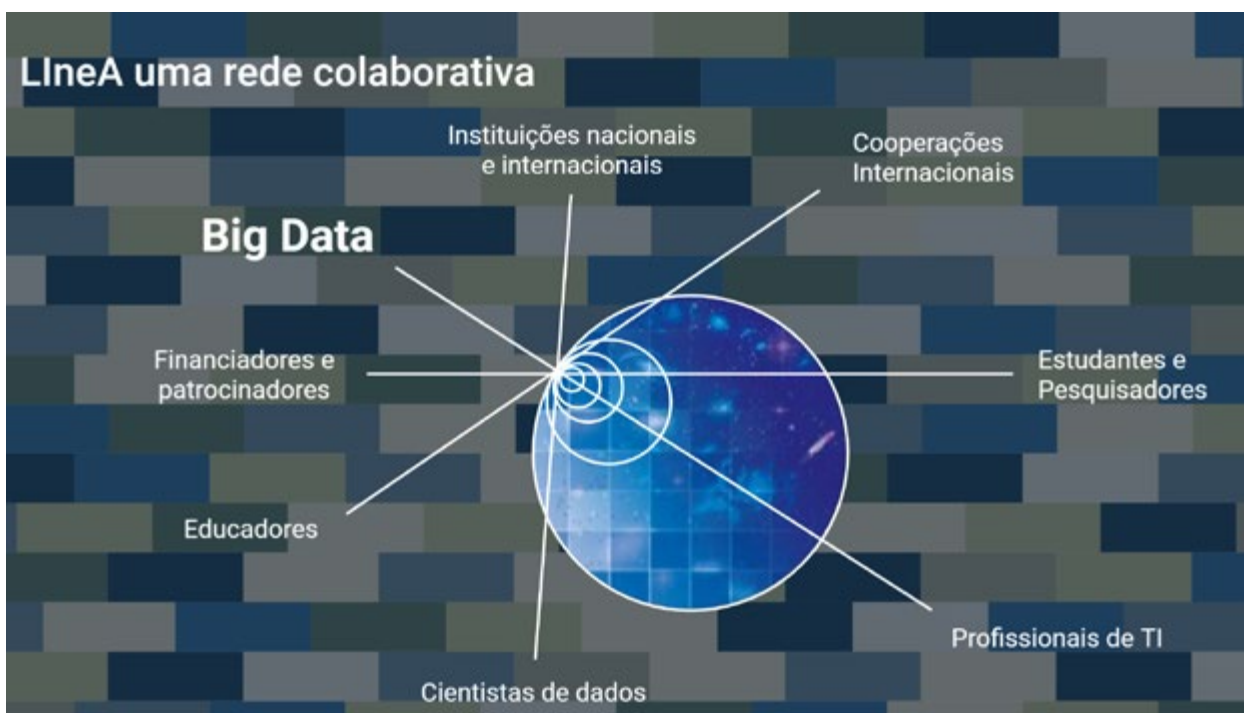 LIneA uma rede colaborativa
Instituições nacionais
e internacionais
Cooperações
Internacionais
Big Data
Financiadores e
patrocinadores
Estudantes e
Pesquisadores
Educadores
Profissionais de TI
Cientistas de dados